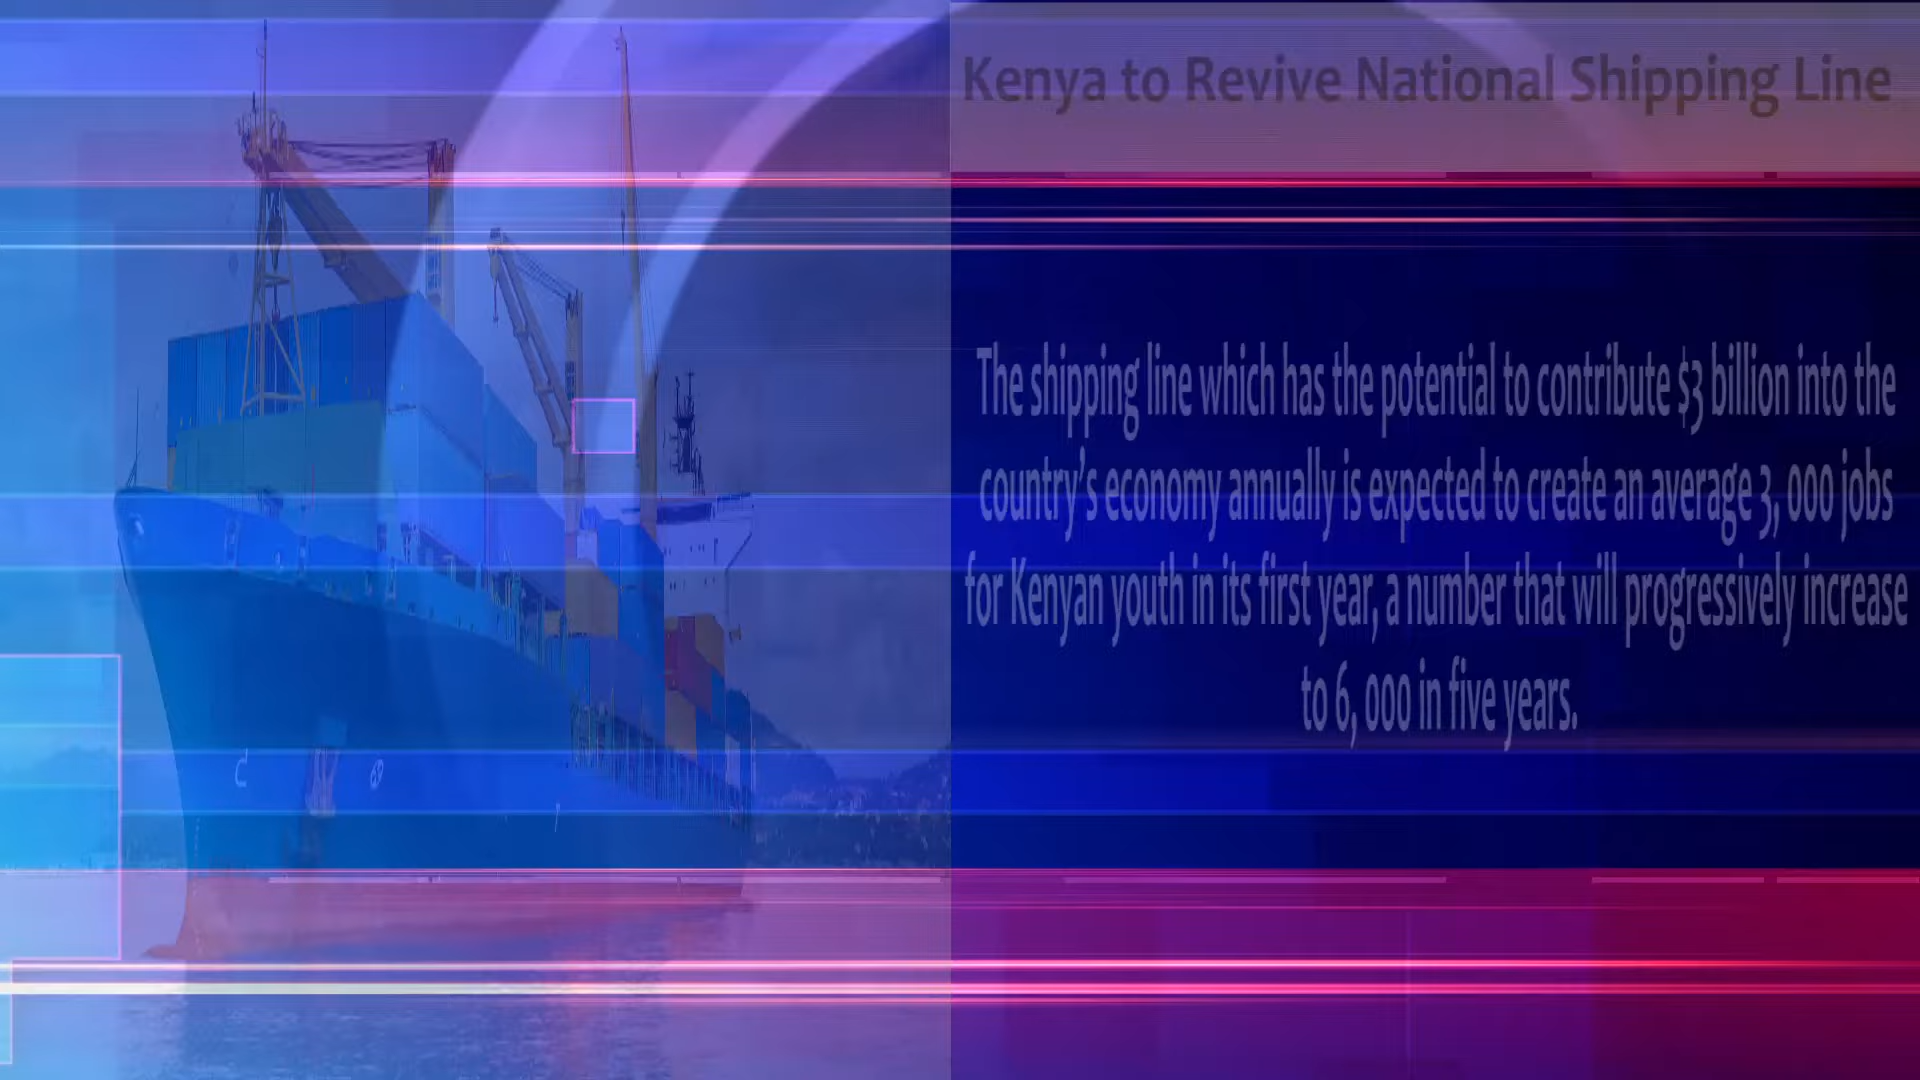 Kenya to Revive National Shipping Line
The shipping line which has the potential to contribute $3 billion into the
country's economy annually is expected to create an average 3, 000 jobs
for Kenyan youth in its first year, a number that will progressively increase
to 6, 000 in five years.